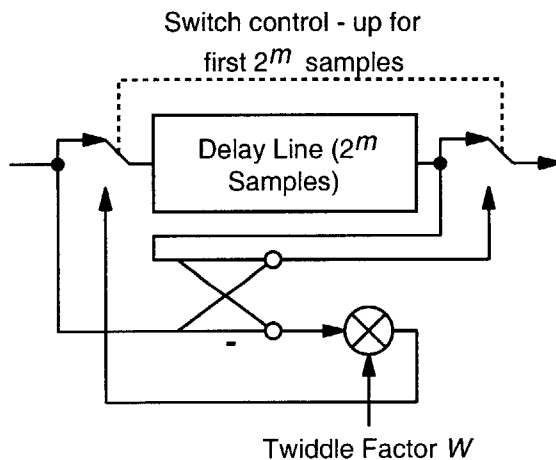 Switch control - up for
first 2^m samples
Delay Line (2^m
Samples)
-
Twiddle Factor W